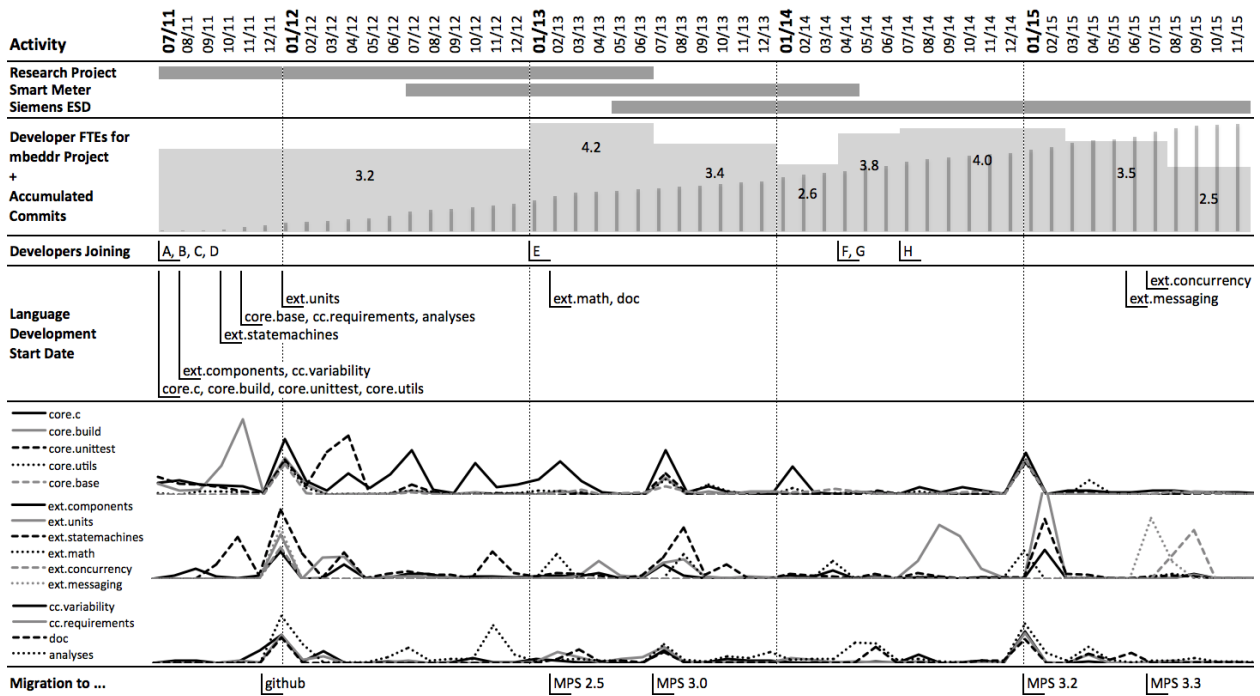 Activity
07/11 08/11 09/11 10/11 11/11 12/11 01/12 02/12 03/12 04/12 05/12 06/12 07/12 08/12 09/12 10/12 11/12 12/12 01/13 02/13 03/13 04/13 05/13 06/13 07/13 08/13 09/13 10/13 11/13 12/13 01/14 02/14 03/14 04/14 05/14 06/14 07/14 08/14 09/14 10/14 11/14 12/14 01/15 02/15 03/15 04/15 05/15 06/15 07/15 08/15 09/15 10/15 11/15
Research Project
Smart Meter
Siemens ESD
Developer FTEs for
mbeddr Project
+
Accumulated
Commits
3.2
4.2
3.4
2.6
3.8
4.0
3.5
2.5
Developers Joining
A, B, C, D
E
F, G
H
Language
Development
Start Date
ext.units
core.base, cc.requirements, analyses
ext.statemachines
ext.components, cc.variability
core.c, core.build, core.unittest, core.utils
ext.math, doc
ext.concurrency
ext.messaging
core.c
core.build
core.unittest
core.utils
core.base
ext.components
ext.units
ext.statemachines
ext.math
ext.concurrency
ext.messaging
cc.variability
cc.requirements
doc
analyses
Migration to ...
github
MPS 2.5
MPS 3.0
MPS 3.2
MPS 3.3